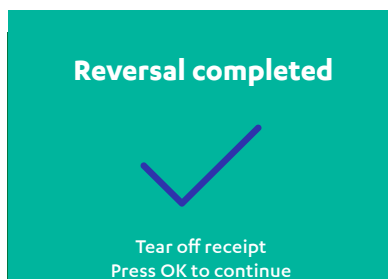 Reversal completed
Tear off receipt
Press OK to continue